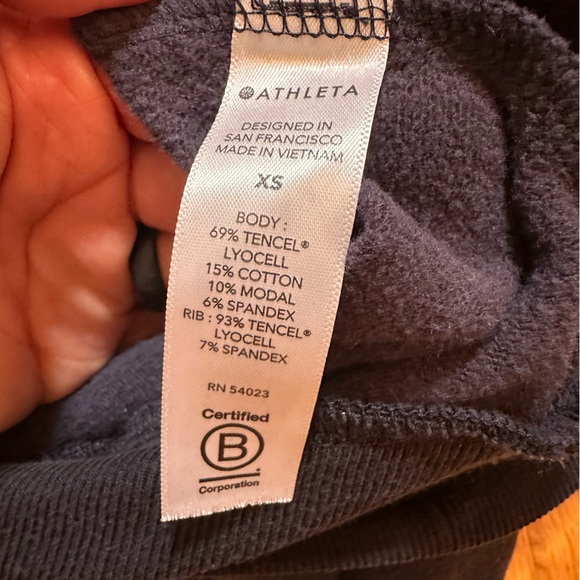 ATHLETA
DESIGNED IN
SAN FRANCISCO
MADE IN VIETNAM
XS
BODY :
69% TENCEL®
LYOCELL
15% COTTON
10% MODAL
6% SPANDEX
RIB : 93% TENCEL®
LYOCELL
7% SPANDEX
RN 54023
Certified
B
Corporation